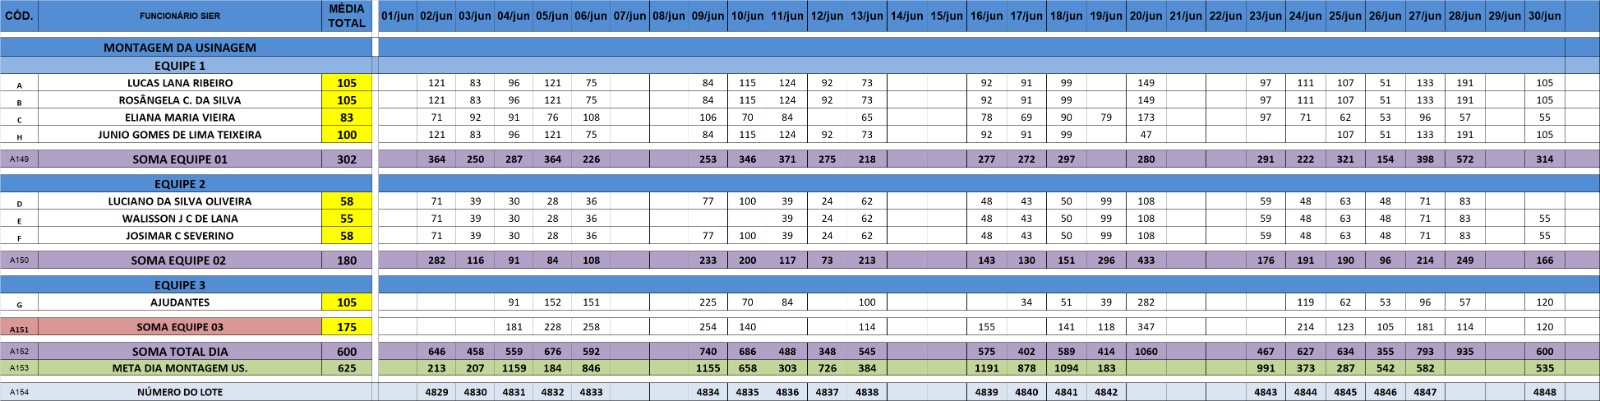 CÓD. FUNCIONÁRIO SIER MÉDIA TOTAL 01/jun 02/jun 03/jun 04/jun 05/jun 06/jun 07/jun 08/jun 09/jun 10/jun 11/jun 12/jun 13/jun 14/jun 15/jun 16/jun 17/jun 18/jun 19/jun 20/jun 21/jun 22/jun 23/jun 24/jun 25/jun 26/jun 27/jun 28/jun 29/jun 30/jun
MONTAGEM DA USINAGEM
EQUIPE 1
A LUCAS LANA RIBEIRO 105 121 83 96 121 75 84 115 124 92 73 92 91 99 149 97 111 107 51 133 191 105
B ROSÂNGELA C. DA SILVA 105 121 83 96 121 75 84 115 124 92 73 92 91 99 149 97 111 107 51 133 191 105
C ELIANA MARIA VIEIRA 83 71 92 91 76 108 106 70 84 65 78 69 90 79 173 97 71 62 53 96 57 55
H JUNIO GOMES DE LIMA TEIXEIRA 100 121 83 96 121 75 84 115 124 92 73 92 91 99 47 107 51 133 191 105
A149 SOMA EQUIPE 01 302 364 250 287 364 226 253 346 371 275 218 277 272 297 280 291 222 321 154 398 572 314
EQUIPE 2
D LUCIANO DA SILVA OLIVEIRA 58 71 39 30 28 36 77 100 39 24 62 48 43 50 99 108 59 48 63 48 71 83
E WALISSON J C DE LANA 55 71 39 30 28 36 39 24 62 48 43 50 99 108 59 48 63 48 71 83 55
F JOSIMAR C SEVERINO 58 71 39 30 28 36 77 100 39 24 62 48 43 50 99 108 59 48 63 48 71 83 55
A150 SOMA EQUIPE 02 180 282 116 91 84 108 233 200 117 73 213 143 130 151 296 433 176 191 190 96 214 249 166
EQUIPE 3
G AJUDANTES 105 91 152 151 225 70 84 100 34 51 39 282 119 62 53 96 57 120
A151 SOMA EQUIPE 03 175 181 228 258 254 140 114 155 141 118 347 214 123 105 181 114 120
A152 SOMA TOTAL DIA 600 646 458 559 676 592 740 686 488 348 545 575 402 589 414 1060 467 627 634 355 793 935 600
A153 META DIA MONTAGEM US. 625 213 207 1159 184 846 1155 658 303 726 384 1191 878 1094 183 991 373 287 542 582 535
A154 NÚMERO DO LOTE 4829 4830 4831 4832 4833 4834 4835 4836 4837 4838 4839 4840 4841 4842 4843 4844 4845 4846 4847 4848